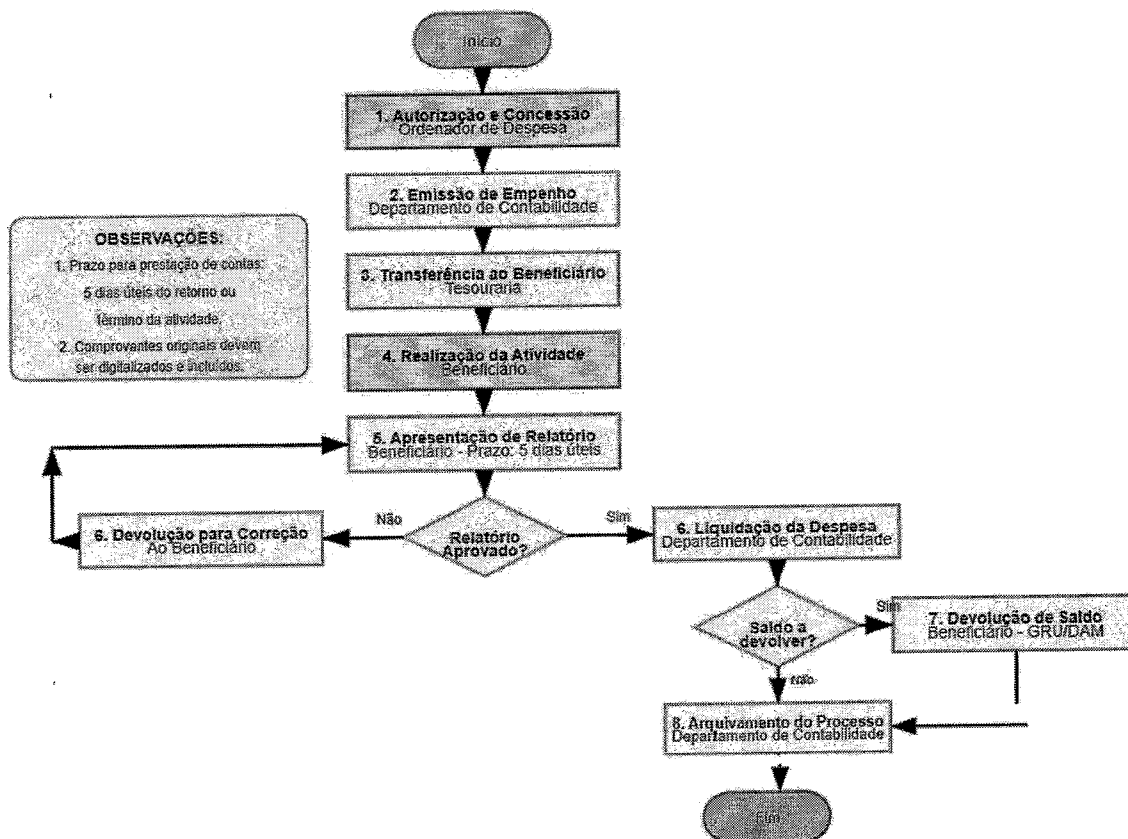 Início
1. Autorização e Concessão
Ordenador de Despesa
2. Emissão de Empenho
Departamento de Contabilidade
OBSERVAÇÕES:
1. Prazo para prestação de contas:
5 dias úteis do retorno ou
Término da atividade.
2. Comprovantes originais devem
ser digitalizados e incluídos.
3. Transferência ao Beneficiário
Tesouraria
4. Realização da Atividade
Beneficiário
5. Apresentação de Relatório
Beneficiário - Prazo: 5 dias úteis
Não
Relatório
Aprovado?
Sim
6. Devolução para Correção
Ao Beneficiário
6. Liquidação da Despesa
Departamento de Contabilidade
Saldo a
devolver?
Sim
7. Devolução de Saldo
Beneficiário - GRU/DAM
Não
8. Arquivamento do Processo
Departamento de Contabilidade
Fim